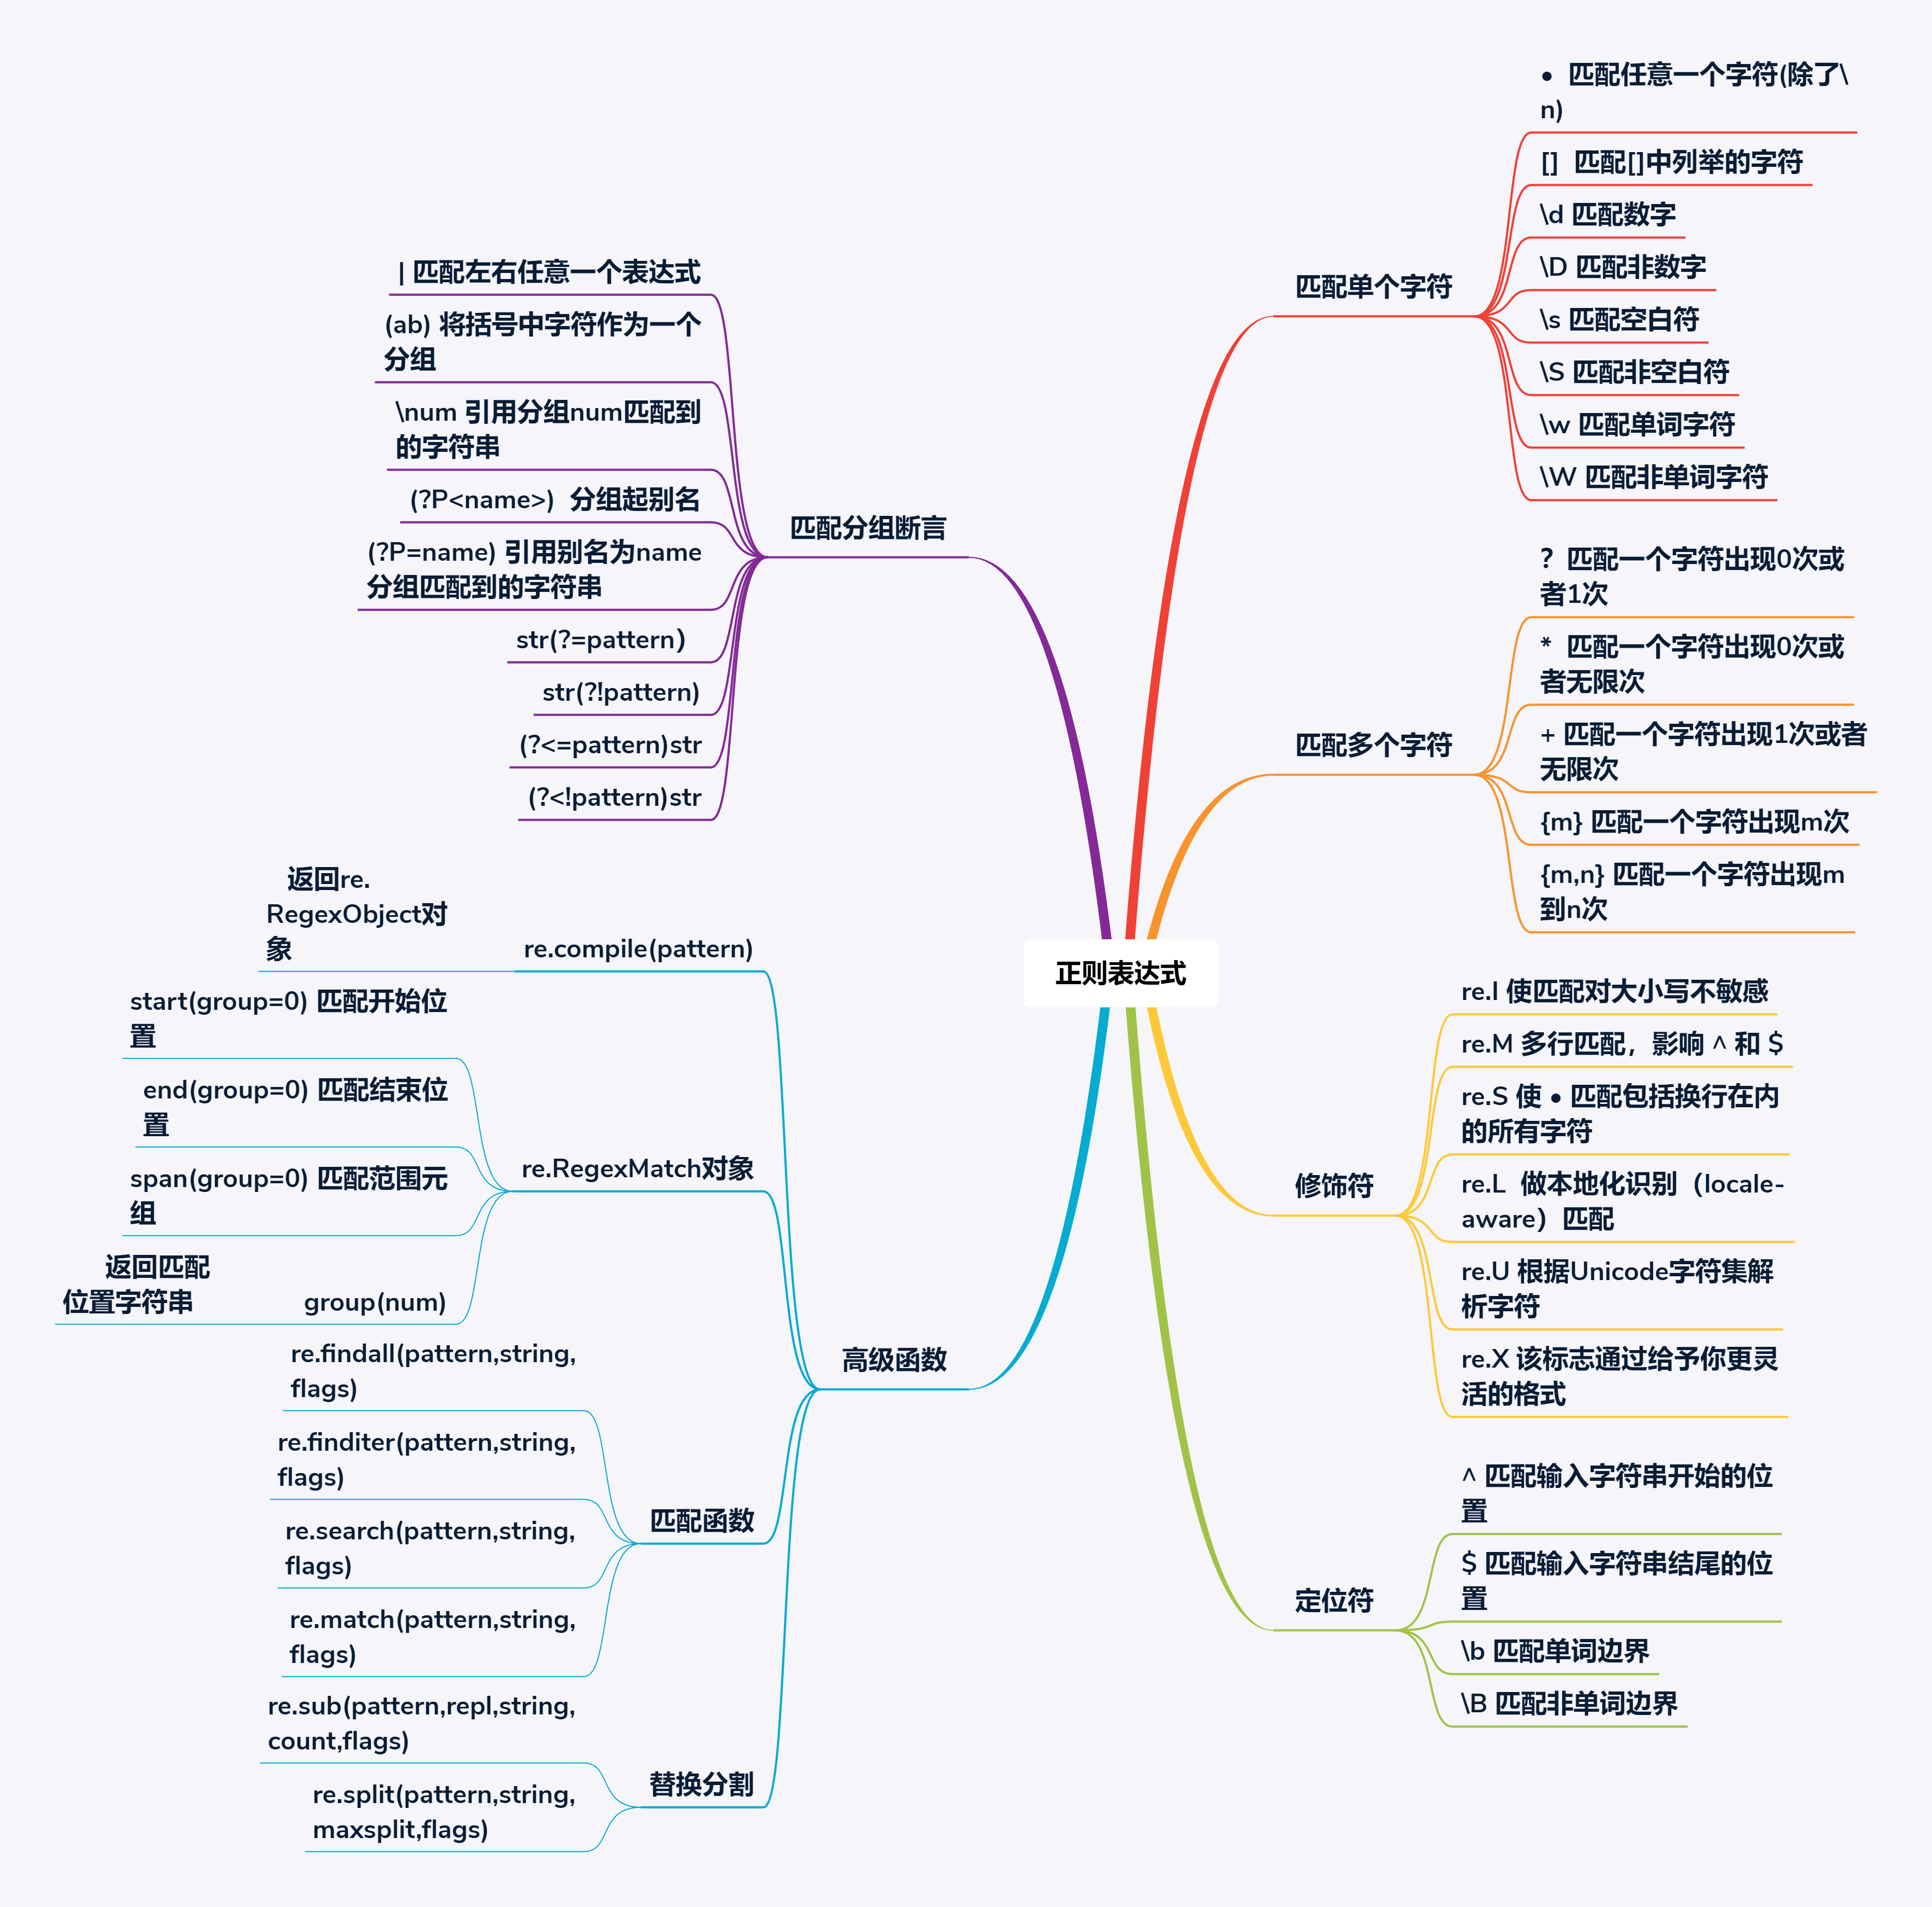 正则表达式
匹配单个字符
• 匹配任意一个字符(除了\
n)
[] 匹配[]中列举的字符
\d 匹配数字
\D 匹配非数字
\s 匹配空白符
\S 匹配非空白符
\w 匹配单词字符
\W 匹配非单词字符
匹配多个字符
？匹配一个字符出现0次或
者1次
* 匹配一个字符出现0次或
者无限次
+ 匹配一个字符出现1次或者
无限次
{m} 匹配一个字符出现m次
{m,n} 匹配一个字符出现m
到n次
修饰符
re.I 使匹配对大小写不敏感
re.M 多行匹配，影响 ^ 和 $
re.S 使 • 匹配包括换行在内
的所有字符
re.L 做本地化识别（locale-
aware）匹配
re.U 根据Unicode字符集解
析字符
re.X 该标志通过给予你更灵
活的格式
定位符
^ 匹配输入字符串开始的位
置
$ 匹配输入字符串结尾的位
置
\b 匹配单词边界
\B 匹配非单词边界
匹配分组断言
| 匹配左右任意一个表达式
(ab) 将括号中字符作为一个
分组
\num 引用分组num匹配到
的字符串
(?P<name>) 分组起别名
(?P=name) 引用别名为name
分组匹配到的字符串
str(?=pattern）
str(?!pattern)
(?<=pattern)str
(?<!pattern)str
高级函数
re.compile(pattern)
返回re.
RegexObject对
象
re.RegexMatch对象
start(group=0) 匹配开始位
置
end(group=0) 匹配结束位
置
span(group=0) 匹配范围元
组
group(num)
返回匹配
位置字符串
匹配函数
re.findall(pattern,string,
flags)
re.finditer(pattern,string,
flags)
re.search(pattern,string,
flags)
re.match(pattern,string,
flags)
替换分割
re.sub(pattern,repl,string,
count,flags)
re.split(pattern,string,
maxsplit,flags)